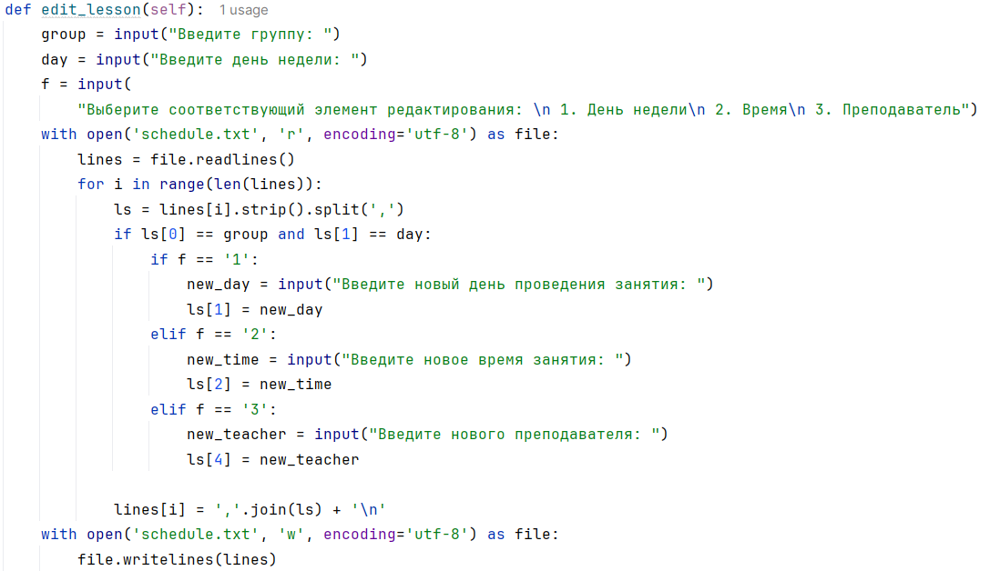 def edit_lesson(self): 1 usage
    group = input("Введите группу: ")
    day = input("Введите день недели: ")
    f = input(
        "Выберите соответствующий элемент редактирования: \n 1. День недели\n 2. Время\n 3. Преподаватель")
    with open('schedule.txt', 'r', encoding='utf-8') as file:
        lines = file.readlines()
        for i in range(len(lines)):
            ls = lines[i].strip().split(',')
            if ls[0] == group and ls[1] == day:
                if f == '1':
                    new_day = input("Введите новый день проведения занятия: ")
                    ls[1] = new_day
                elif f == '2':
                    new_time = input("Введите новое время занятия: ")
                    ls[2] = new_time
                elif f == '3':
                    new_teacher = input("Введите нового преподавателя: ")
                    ls[4] = new_teacher

            lines[i] = ','.join(ls) + '\n'
    with open('schedule.txt', 'w', encoding='utf-8') as file:
        file.writelines(lines)